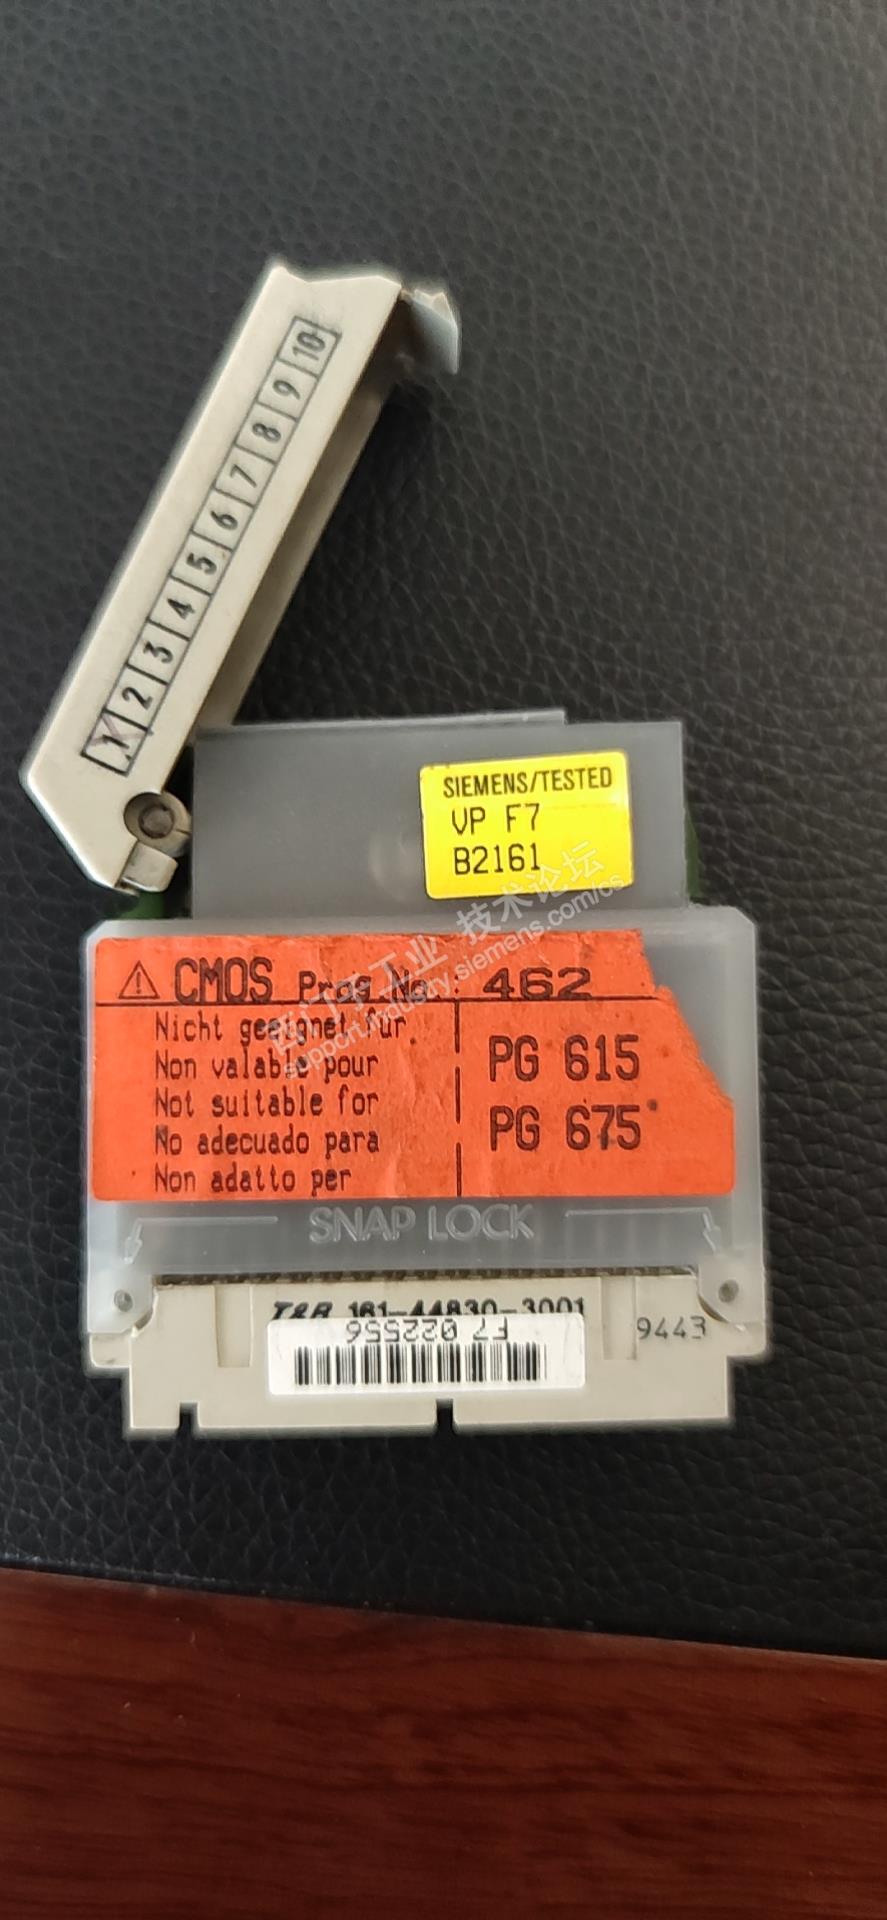 1 2 3 4 5 6 7 8 9 10
SIEMENS/TESTED
VP F7
B2161
西门子工业 技术论坛
support.industry.siemens.com/cs
⚠ CMOS Prog No.: 462
Nicht geeignet für
Non valable pour
Not suitable for
No adecuado para
Non adatto per
PG 615
PG 675
SNAP LOCK
T&B 161-44830-3001
F7 022556
9443